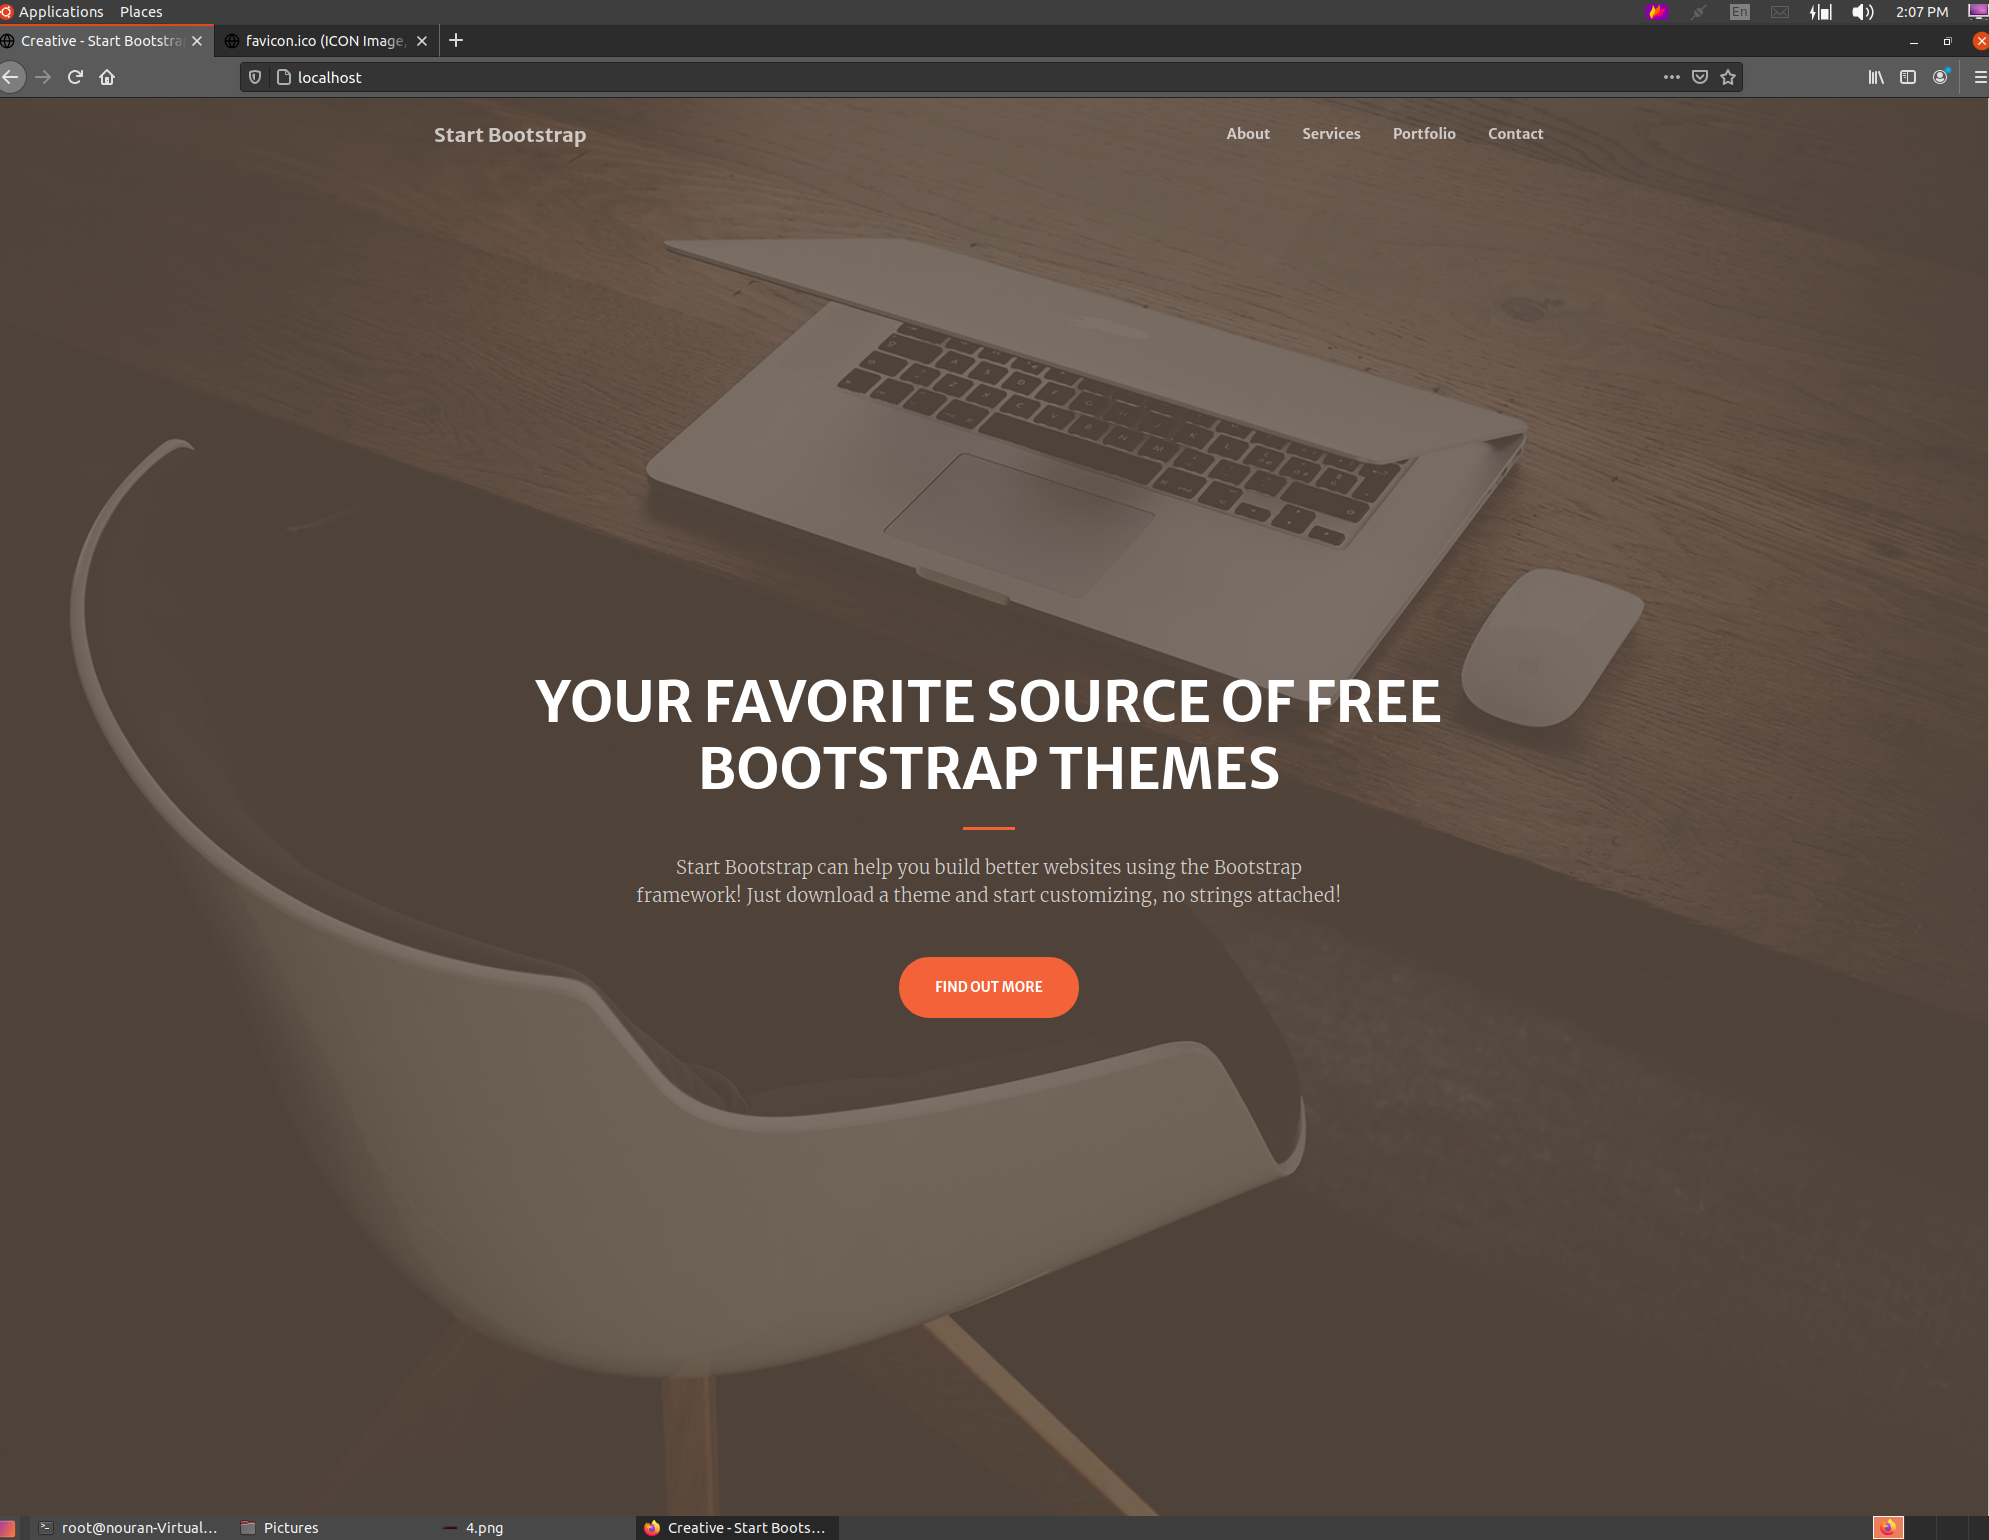 Applications Places
En
2:07 PM
Creative - Start Bootstra
favicon.ico (ICON Image,
localhost
Start Bootstrap
About Services Portfolio Contact
YOUR FAVORITE SOURCE OF FREE
BOOTSTRAP THEMES
Start Bootstrap can help you build better websites using the Bootstrap
framework! Just download a theme and start customizing, no strings attached!
FIND OUT MORE
root@nouran-Virtual...
Pictures
4.png
Creative - Start Boots...